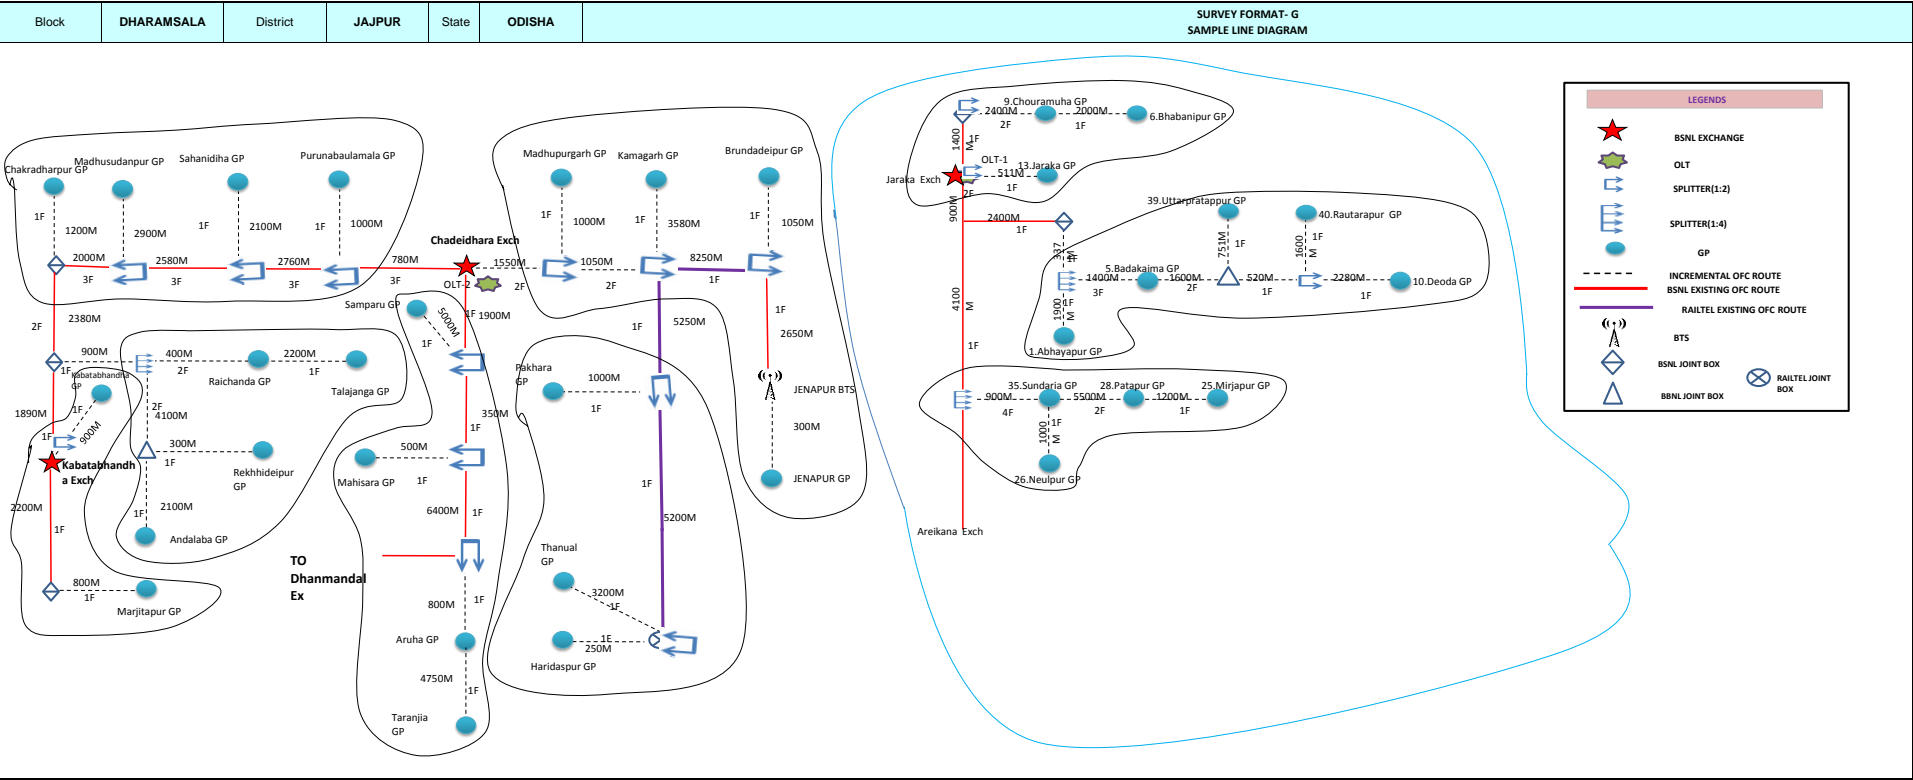 Block DHARAMSALA District JAJPUR State ODISHA
SURVEY FORMAT- G
SAMPLE LINE DIAGRAM
Chakradharpur GP
Madhusudanpur GP
Sahanidiha GP
Purunabaulamala GP
1F
1200M
1F
2900M
1F
2100M
1F
1000M
2000M
3F
2580M
3F
2760M
3F
780M
3F
Chadeidhara Exch
OLT-2
2380M
2F
900M
1F
400M
2F
Raichanda GP
2200M
1F
Talajanga GP
Kabatabhandha
GP
1F
900M
1890M
1F
Kabatabhandh
a Exch
2F
4100M
300M
1F
Rekhhideipur
GP
2100M
1F
Andalaba GP
2200M
1F
800M
1F
Marjitapur GP
Samparu GP
5000M
1F
1F
1900M
350M
1F
500M
1F
Mahisara GP
6400M
1F
TO
Dhanmandal
Ex
800M
1F
Aruha GP
4750M
1F
Taranjia
GP
Madhupurgarh GP
Kamagarh GP
Brundadeipur GP
1F
1000M
1F
3580M
1F
1050M
1550M
2F
1050M
2F
8250M
1F
1F
5250M
1F
2650M
Pakhara
GP
1000M
1F
JENAPUR BTS
300M
JENAPUR GP
1F
5200M
Thanual
GP
3200M
1F
1F
250M
Haridaspur GP
9.Chouramuha GP
2400M
2F
2000M
1F
6.Bhabanipur GP
1400
M
1F
OLT-1
13.Jaraka GP
511M
1F
Jaraka Exch
2F
900M
2400M
1F
39.Uttarpratappur GP
40.Rautarapur GP
337
M
1F
751M
1F
1600
M
1F
5.Badakaima GP
1400M
3F
1600M
2F
520M
1F
2280M
1F
10.Deoda GP
1900
M
1F
1.Abhayapur GP
4100
M
1F
35.Sundaria GP
28.Patapur GP
25.Mirjapur GP
900M
4F
5500M
2F
1200M
1F
1000
M
1F
26.Neulpur GP
Areikana Exch
LEGENDS
BSNL EXCHANGE
OLT
SPLITTER(1:2)
SPLITTER(1:4)
GP
INCREMENTAL OFC ROUTE
BSNL EXISTING OFC ROUTE
RAILTEL EXISTING OFC ROUTE
BTS
BSNL JOINT BOX
RAILTEL JOINT
BOX
BBNL JOINT BOX